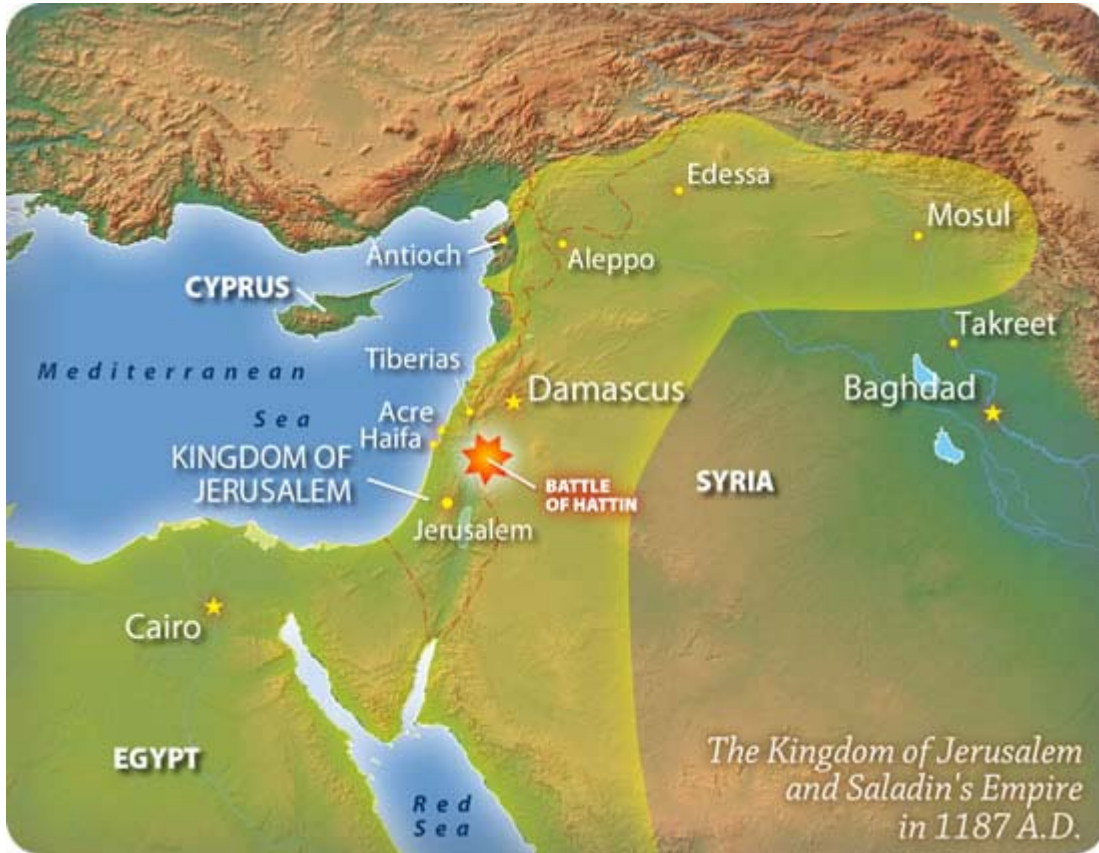 Edessa
Mosul
Antioch
Aleppo
CYPRUS
Takreet
Tiberias
Mediterranean
Sea
Damascus
Baghdad
Acre
Haifa
KINGDOM OF
JERUSALEM
BATTLE
OF HATTIN
SYRIA
Jerusalem
Cairo
EGYPT
Red
Sea
The Kingdom of Jerusalem
and Saladin's Empire
in 1187 A.D.